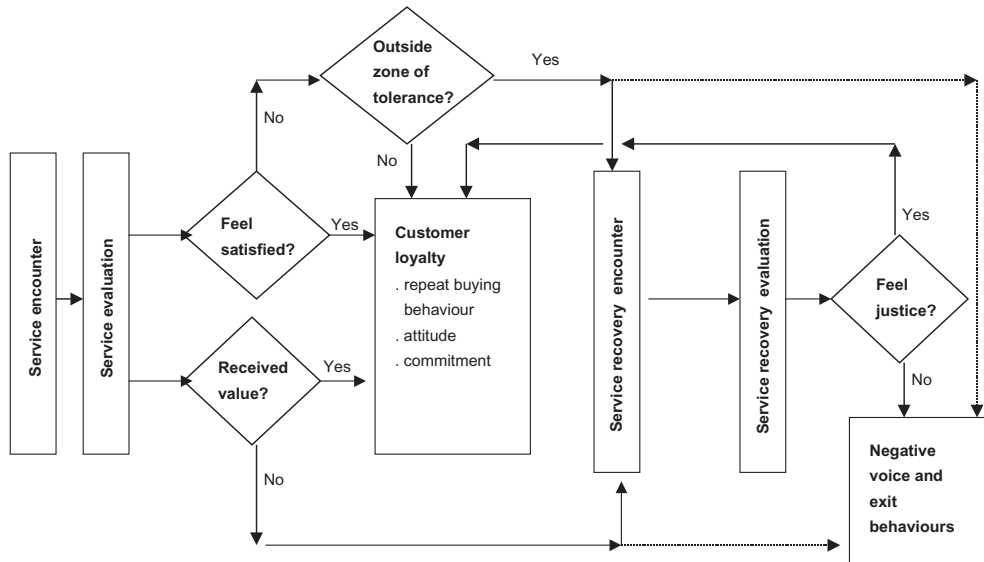 Service encounter
Service evaluation
Feel
satisfied?
No
Yes
Outside
zone of
tolerance?
Yes
No
Received
value?
Yes
No
Customer
loyalty
. repeat buying
behaviour
. attitude
. commitment
Service recovery encounter
Service recovery evaluation
Feel
justice?
Yes
No
Negative
voice and
exit
behaviours